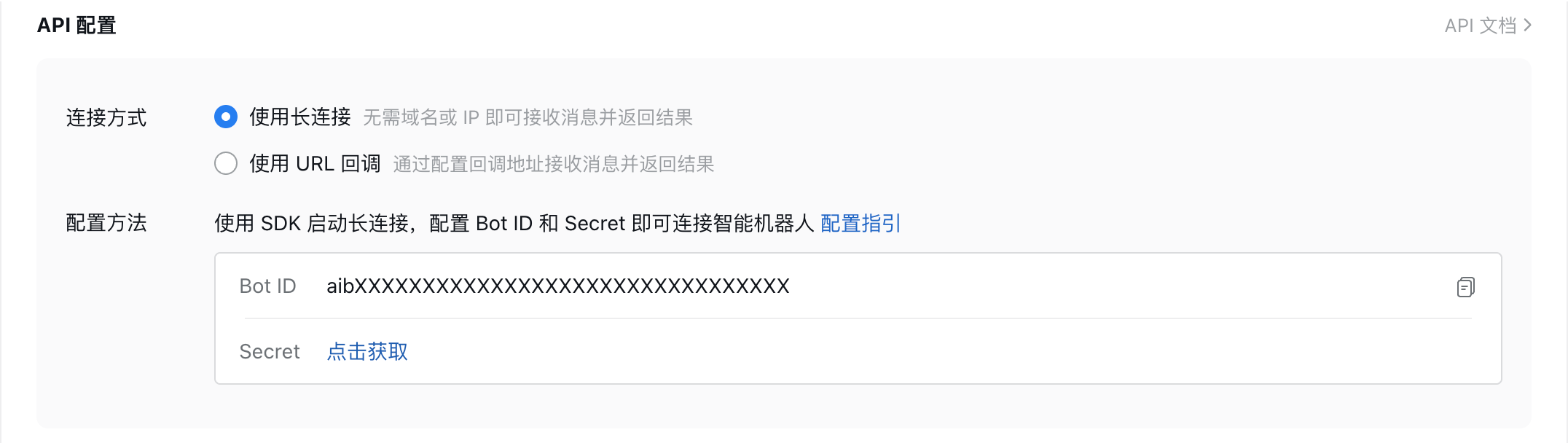 API 配置
API 文档
连接方式
使用长连接 无需域名或 IP 即可接收消息并返回结果
使用 URL 回调 通过配置回调地址接收消息并返回结果
配置方法
使用 SDK 启动长连接，配置 Bot ID 和 Secret 即可连接智能机器人 配置指引
Bot ID aibXXXXXXXXXXXXXXXXXXXXXXXXXXXXXXXX
Secret 点击获取